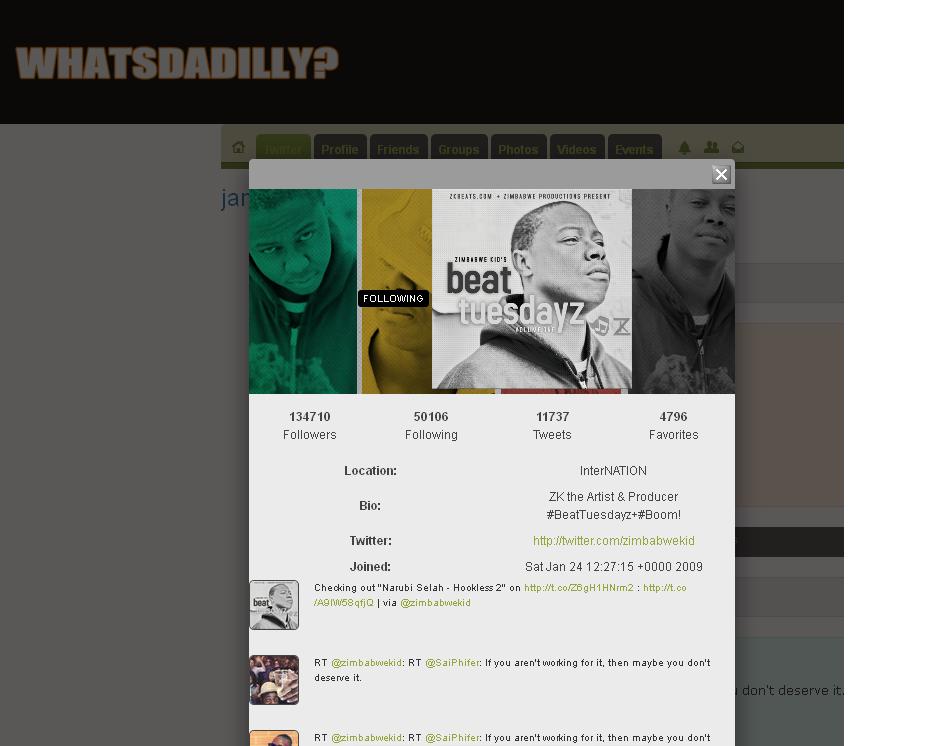 WHATSDADILLY?
Twitter Profile Friends Groups Photos Videos Events
jar
ZKBEATS.COM + ZIMBABWE PRODUCTIONS PRESENT
ZIMBABWE KID'S
beat
tuesdayz
VOLUME ONE
FOLLOWING
134710 50106 11737 4796
Followers Following Tweets Favorites
Location: InterNATION
Bio: ZK the Artist & Producer
#BeatTuesdayz+#Boom!
Twitter: http://twitter.com/zimbabwekid
Joined: Sat Jan 24 12:27:15 +0000 2009
Checking out "Narubi Selah - Hookless 2" on http://t.co/Z6gH1HNrm2 : http://t.co
/A9IW58qfjQ | via @zimbabwekid
beat
RT @zimbabwekid: RT @SaiPhifer: If you aren't working for it, then maybe you don't
deserve it.
u don't deserve it.
RT @zimbabwekid: RT @SaiPhifer: If you aren't working for it, then maybe you don't